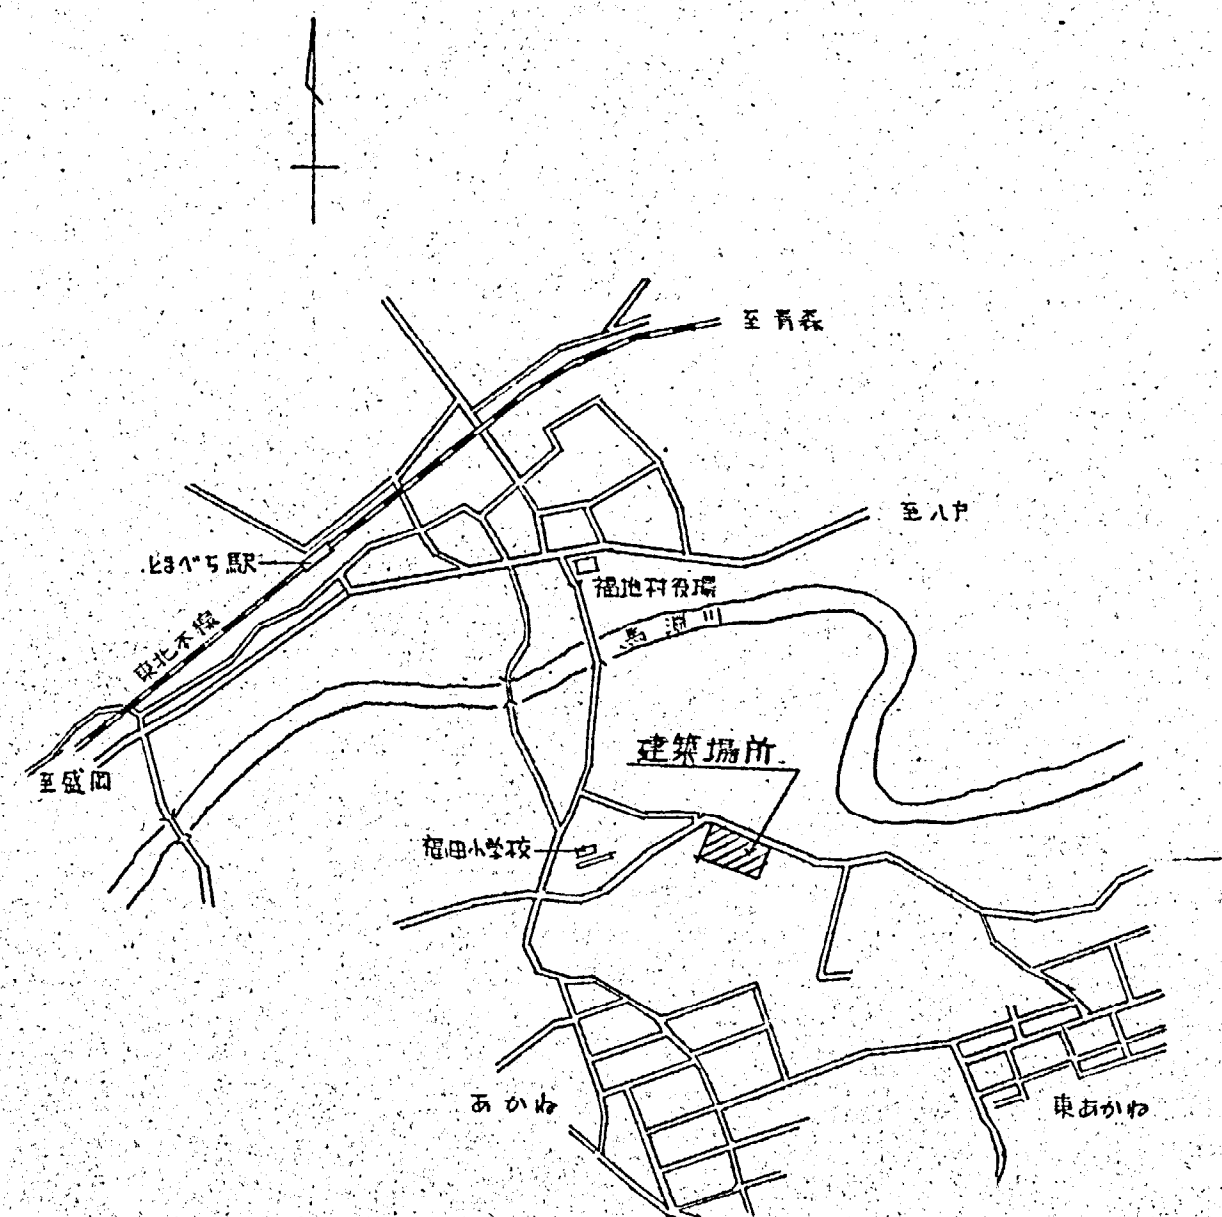 至青森
至八戸
とまべち駅
福地村役場
馬渕川
東北本線
建築場所
至盛岡
福田小学校
あかね
東あかね